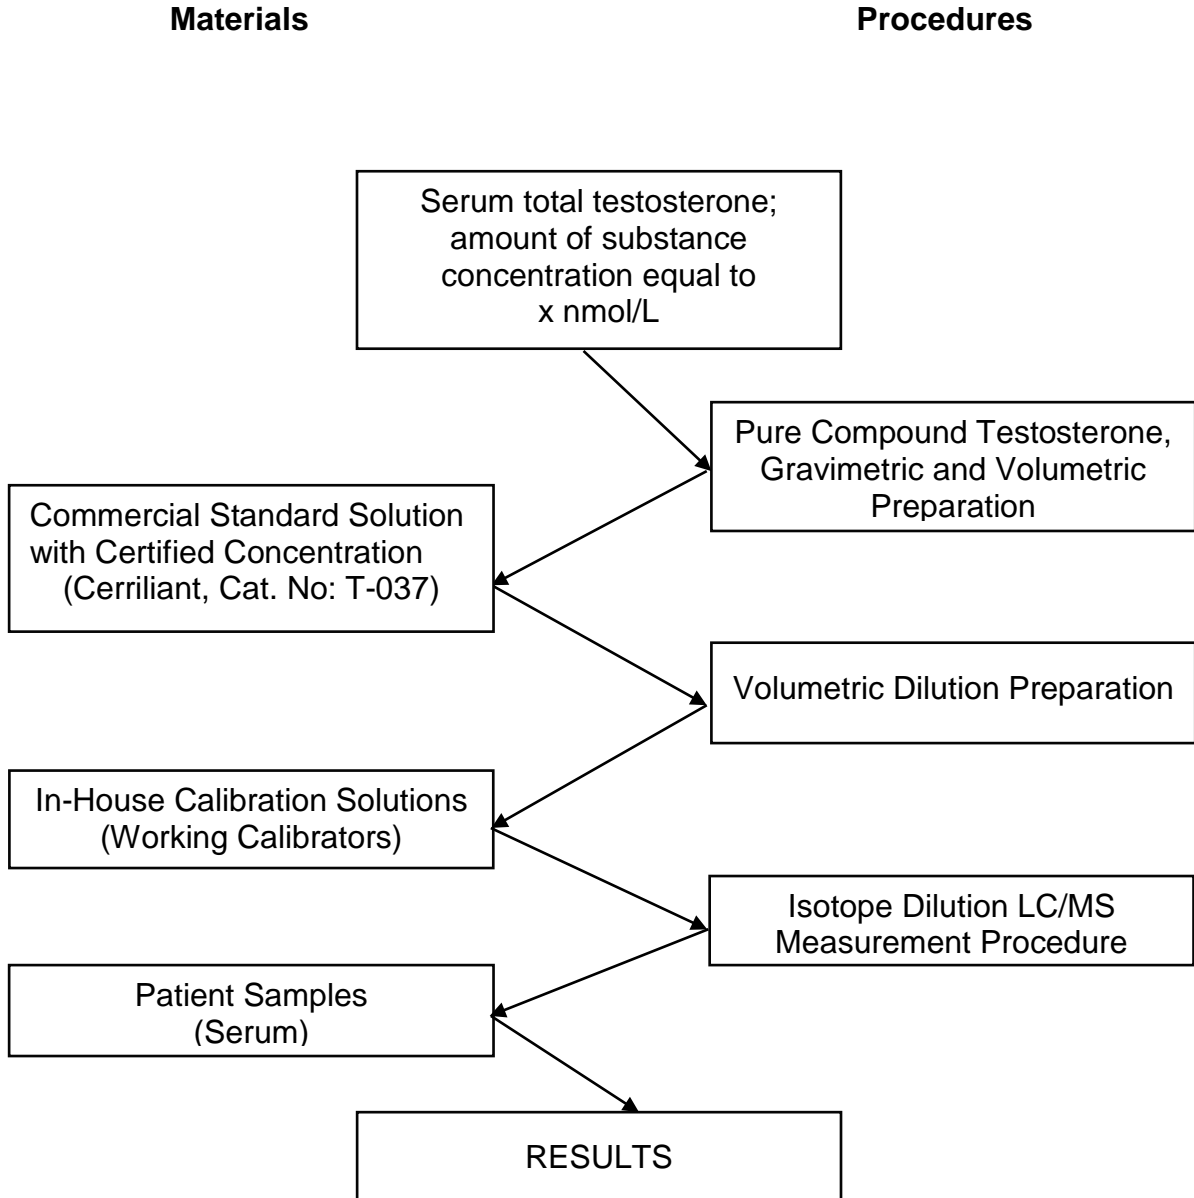 Materials
Procedures
Serum total testosterone;
amount of substance
concentration equal to
x nmol/L
Pure Compound Testosterone,
Gravimetric and Volumetric
Preparation
Commercial Standard Solution
with Certified Concentration
(Cerriliant, Cat. No: T-037)
Volumetric Dilution Preparation
In-House Calibration Solutions
(Working Calibrators)
Isotope Dilution LC/MS
Measurement Procedure
Patient Samples
(Serum)
RESULTS